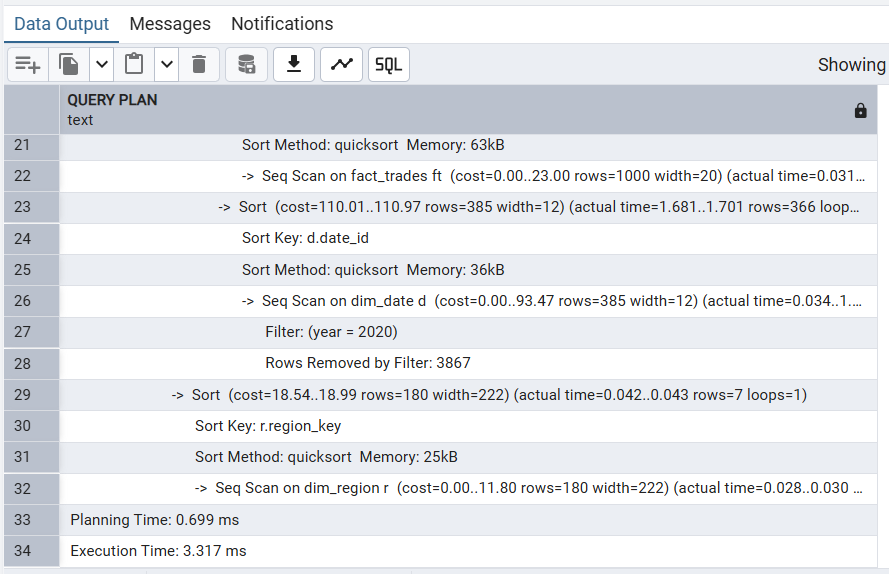 Data Output Messages Notifications
SQL Showing
QUERY PLAN
text
21 Sort Method: quicksort Memory: 63kB
22 -> Seq Scan on fact_trades ft (cost=0.00..23.00 rows=1000 width=20) (actual time=0.031...
23 -> Sort (cost=110.01..110.97 rows=385 width=12) (actual time=1.681..1.701 rows=366 loop...
24 Sort Key: d.date_id
25 Sort Method: quicksort Memory: 36kB
26 -> Seq Scan on dim_date d (cost=0.00..93.47 rows=385 width=12) (actual time=0.034..1....
27 Filter: (year = 2020)
28 Rows Removed by Filter: 3867
29 -> Sort (cost=18.54..18.99 rows=180 width=222) (actual time=0.042..0.043 rows=7 loops=1)
30 Sort Key: r.region_key
31 Sort Method: quicksort Memory: 25kB
32 -> Seq Scan on dim_region r (cost=0.00..11.80 rows=180 width=222) (actual time=0.028..0.030 ...
33 Planning Time: 0.699 ms
34 Execution Time: 3.317 ms